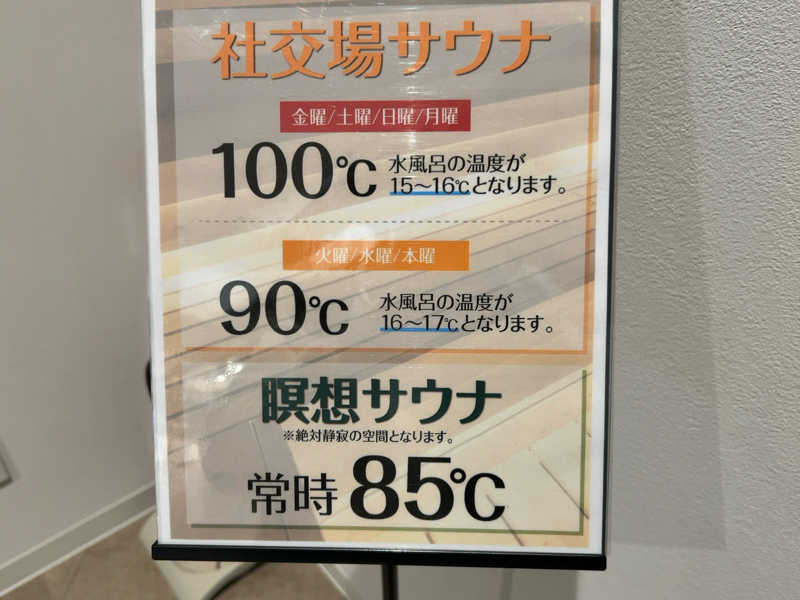 社交場サウナ
金曜/土曜/日曜/月曜
100℃
水風呂の温度が
15〜16℃となります。
火曜/水曜/木曜
90℃
水風呂の温度が
16〜17℃となります。
瞑想サウナ
※絶対静寂の空間となります。
常時 85℃